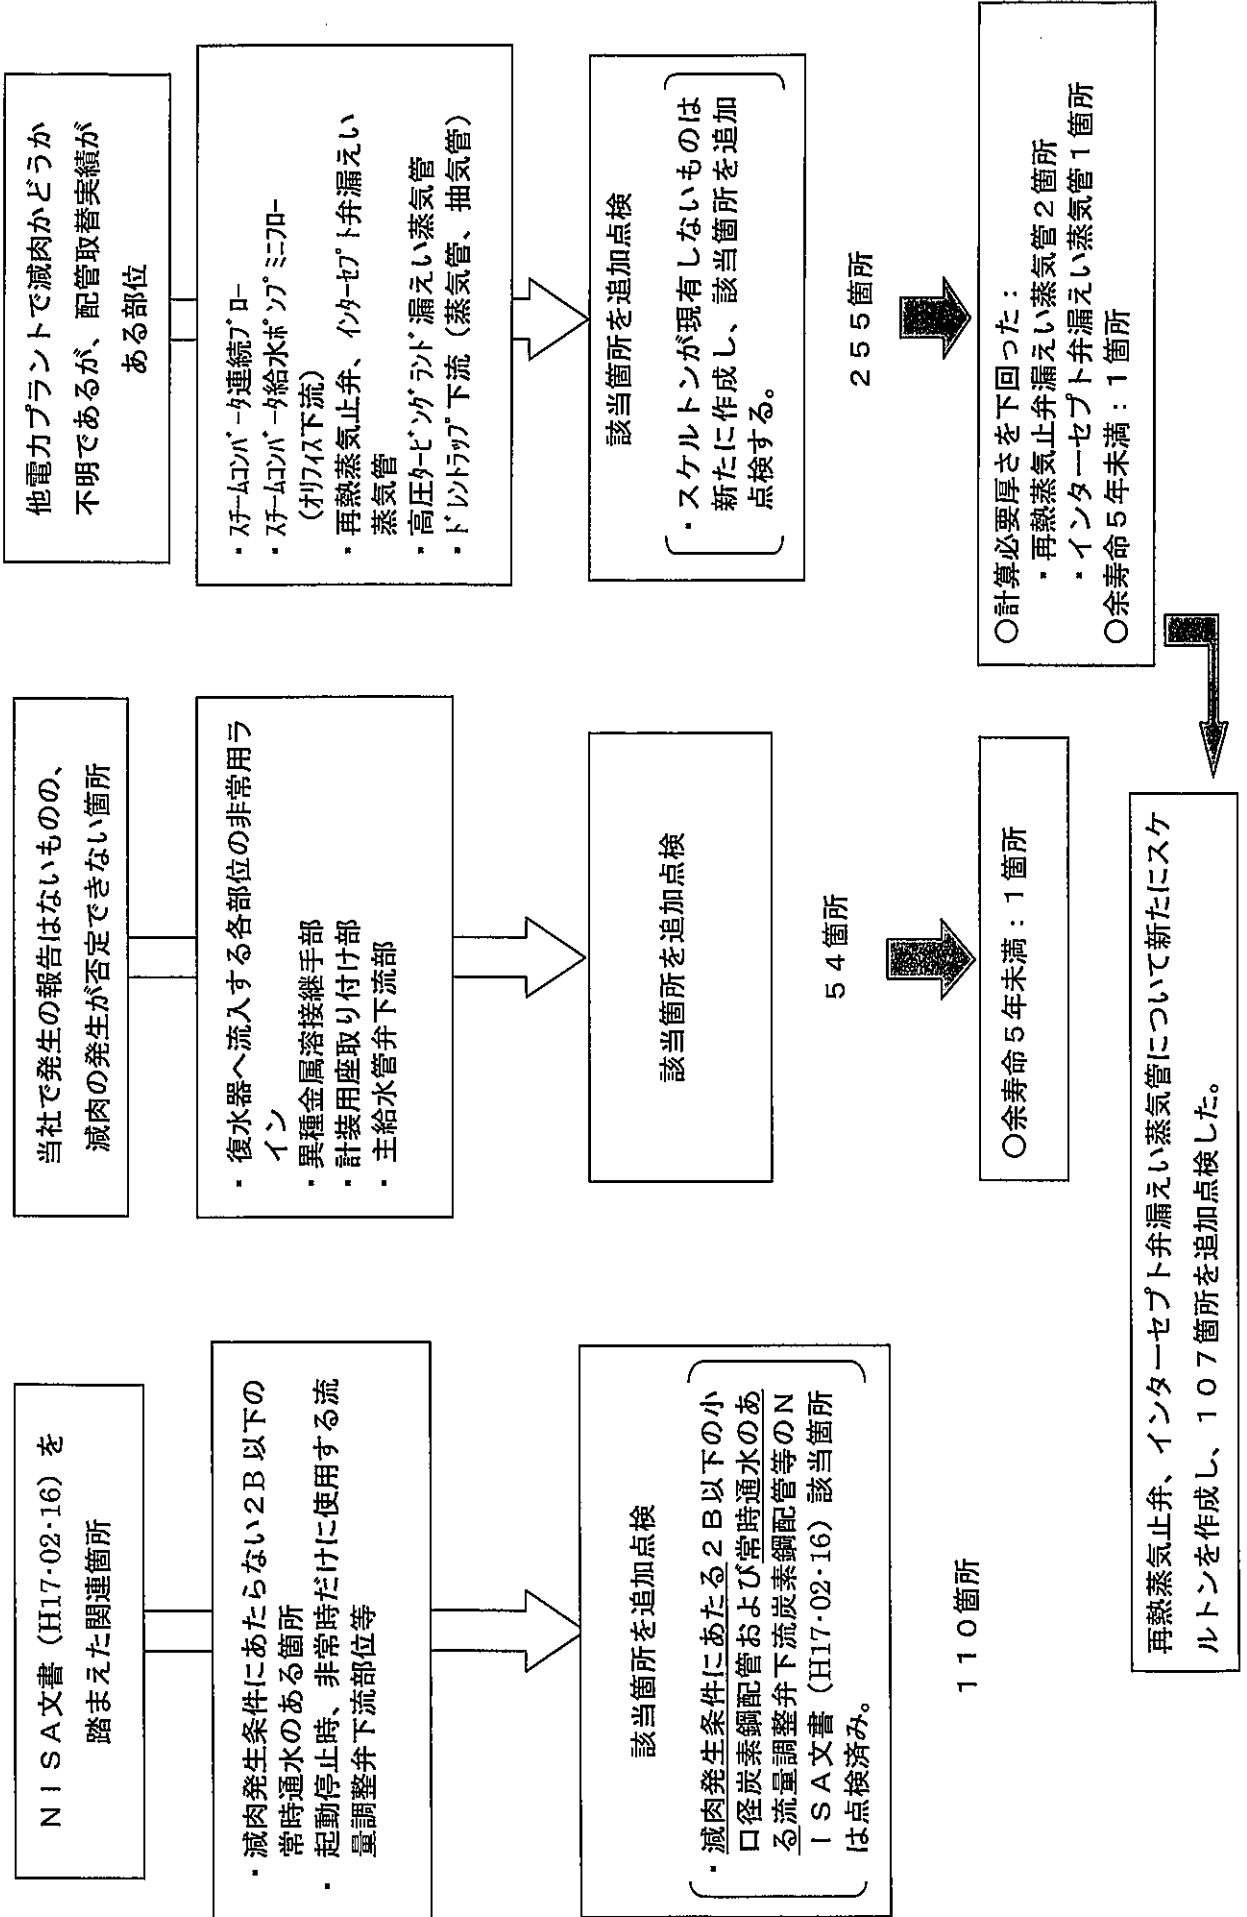 NISA文書（H17・02・16）を
踏まえた関連箇所
・減肉発生条件にあたらない2B以下の
常時通水のある箇所
・起動停止時、非常時だけに使用する流
量調整弁下流部位等
該当箇所を追加点検
・減肉発生条件にあたる２Ｂ以下の小
口径炭素鋼配管および常時通水のあ
る流量調整弁下流炭素鋼配管等のＮ
ＩＳＡ文書（H17・02・16）該当箇所
は点検済み。
１１０箇所
当社で発生の報告はないものの、
減肉の発生が否定できない箇所
・復水器へ流入する各部位の非常用ラ
イン
・異種金属溶接継手部
・計装用座取り付け部
・主給水管弁下流部
該当箇所を追加点検
５４箇所
〇余寿命５年未満：１箇所
他電力プラントで減肉かどうか
不明であるが、配管取替実績が
ある部位
・ｽﾁｰﾑｺﾝﾊﾞｰﾀ連続ﾌﾞﾛｰ
・ｽﾁｰﾑｺﾝﾊﾞｰﾀ給水ﾎﾟﾝﾌﾟﾐﾆﾌﾛｰ
（ｵﾘﾌｨｽ下流）
・再熱蒸気止弁、ｲﾝﾀｰｾﾌﾟﾄ弁漏えい
蒸気管
・高圧ﾀｰﾋﾞﾝｸﾞﾗﾝﾄﾞ漏えい蒸気管
・ﾄﾞﾚﾝﾄﾗｯﾌﾟ下流（蒸気管、抽気管）
該当箇所を追加点検
・スケルトンが現有しないものは
新たに作成し、該当箇所を追加
点検する。
２５５箇所
〇計算必要厚さを下回った：
・再熱蒸気止弁漏えい蒸気管２箇所
・インターセプト弁漏えい蒸気管１箇所
〇余寿命５年未満：１箇所
再熱蒸気止弁、インターセプト弁漏えい蒸気管について新たにスケ
ルトンを作成し、１０７箇所を追加点検した。